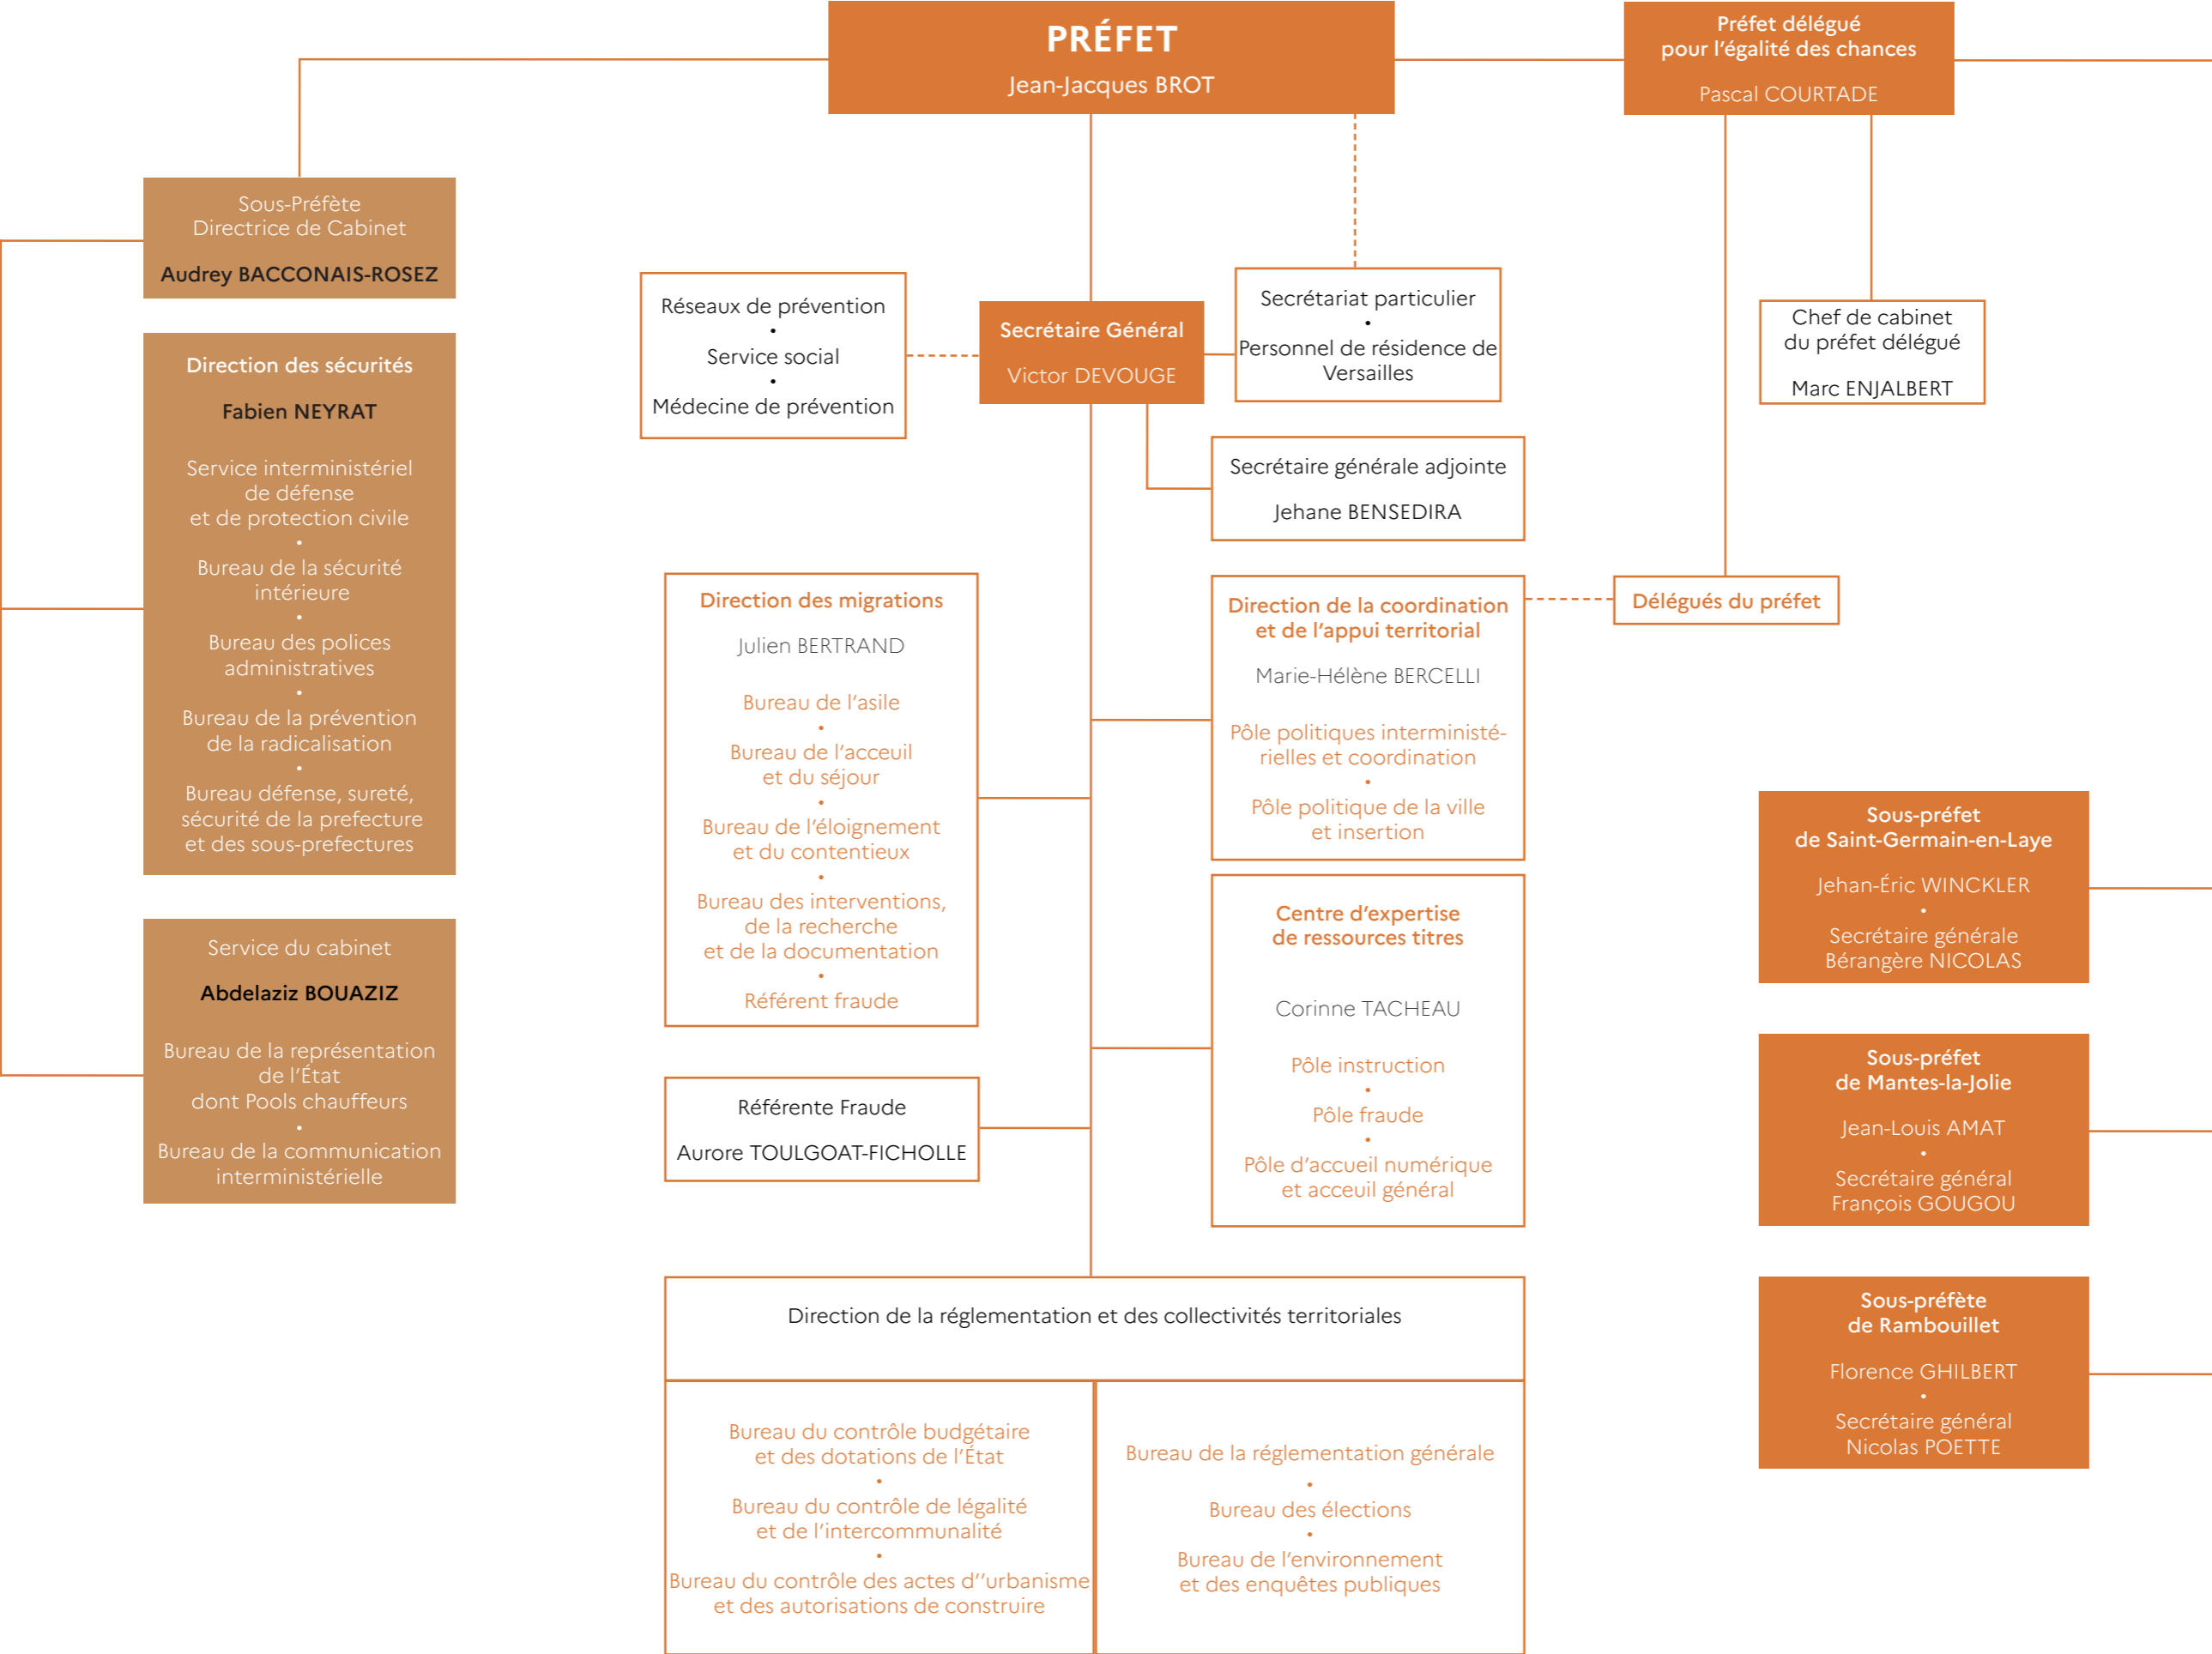 PRÉFET
Jean-Jacques BROT
Préfet délégué
pour l'égalité des chances
Pascal COURTADE
Sous-Préfète
Directrice de Cabinet
Audrey BACCONAIS-ROSEZ
Direction des sécurités
Fabien NEYRAT
Service interministériel
de défense
et de protection civile
•
Bureau de la sécurité
intérieure
•
Bureau des polices
administratives
•
Bureau de la prévention
de la radicalisation
•
Bureau défense, sureté,
sécurité de la prefecture
et des sous-prefectures
Service du cabinet
Abdelaziz BOUAZIZ
Bureau de la représentation
de l'État
dont Pools chauffeurs
•
Bureau de la communication
interministérielle
Réseaux de prévention
•
Service social
•
Médecine de prévention
Secrétaire Général
Victor DEVOUGE
Secrétariat particulier
•
Personnel de résidence de
Versailles
Secrétaire générale adjointe
Jehane BENSEDIRA
Chef de cabinet
du préfet délégué
Marc ENJALBERT
Direction des migrations
Julien BERTRAND
Bureau de l'asile
•
Bureau de l'acceuil
et du séjour
•
Bureau de l'éloignement
et du contentieux
•
Bureau des interventions,
de la recherche
et de la documentation
•
Référent fraude
Direction de la coordination
et de l'appui territorial
Marie-Hélène BERCELLI
Pôle politiques interministé-
rielles et coordination
•
Pôle politique de la ville
et insertion
Délégués du préfet
Centre d'expertise
de ressources titres
Corinne TACHEAU
Pôle instruction
•
Pôle fraude
•
Pôle d'accueil numérique
et acceuil général
Référente Fraude
Aurore TOULGOAT-FICHOLLE
Sous-préfet
de Saint-Germain-en-Laye
Jehan-Éric WINCKLER
•
Secrétaire générale
Bérangère NICOLAS
Sous-préfet
de Mantes-la-Jolie
Jean-Louis AMAT
•
Secrétaire général
François GOUGOU
Sous-préfète
de Rambouillet
Florence GHILBERT
•
Secrétaire général
Nicolas POETTE
Direction de la réglementation et des collectivités territoriales
Bureau du contrôle budgétaire
et des dotations de l'État
•
Bureau du contrôle de légalité
et de l'intercommunalité
•
Bureau du contrôle des actes d''urbanisme
et des autorisations de construire
Bureau de la réglementation générale
•
Bureau des élections
•
Bureau de l'environnement
et des enquêtes publiques